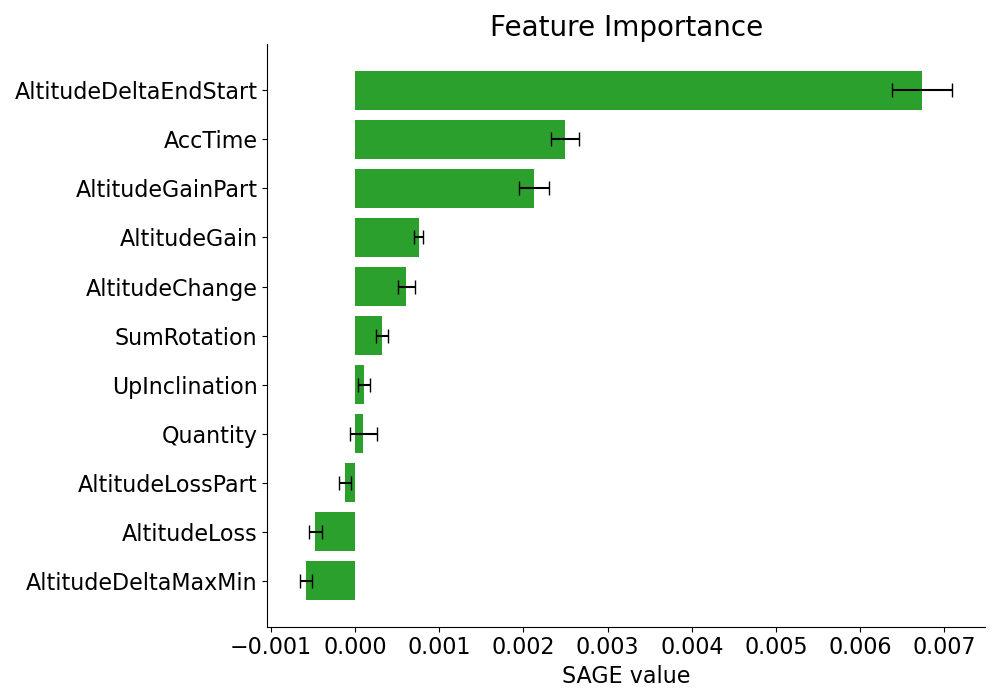 Feature Importance
AltitudeDeltaEndStart
AccTime
AltitudeGainPart
AltitudeGain
AltitudeChange
SumRotation
UpInclination
Quantity
AltitudeLossPart
AltitudeLoss
AltitudeDeltaMaxMin
−0.001 0.000 0.001 0.002 0.003 0.004 0.005 0.006 0.007
SAGE value